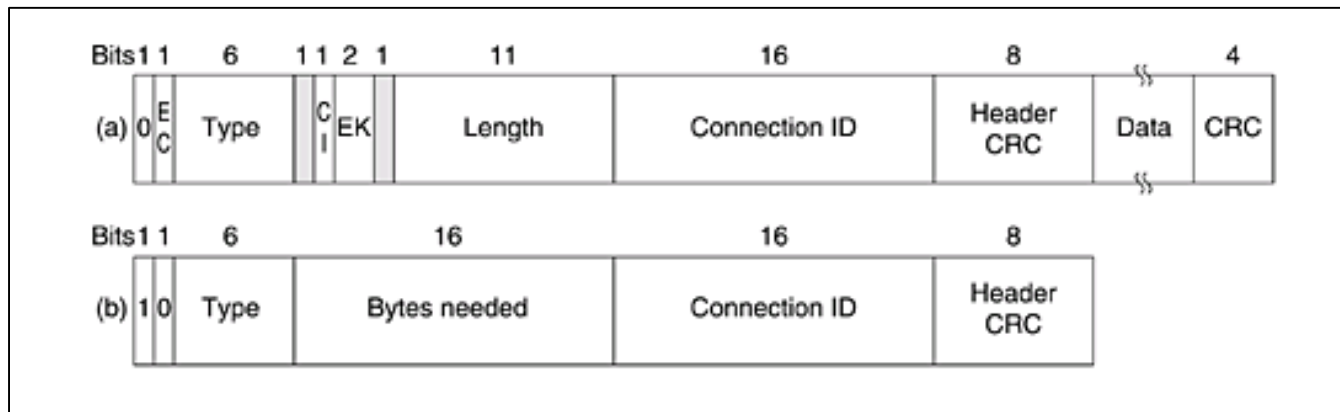 Bits 1 1 6 1 1 2 1 11 16 8 4
(a) 0 EC Type CI EK Length Connection ID Header CRC Data CRC
Bits 1 1 6 16 16 8
(b) 1 0 Type Bytes needed Connection ID Header CRC